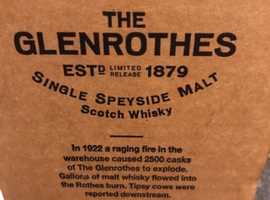 THE
GLENROTHES
ESTD LIMITED RELEASE 1879
SINGLE SPEYSIDE MALT
Scotch Whisky
In 1922 a raging fire in the
warehouse caused 2500 casks
of The Glenrothes to explode.
Gallons of malt whisky flowed into
the Rothes burn. Tipsy cows were
reported downstream.